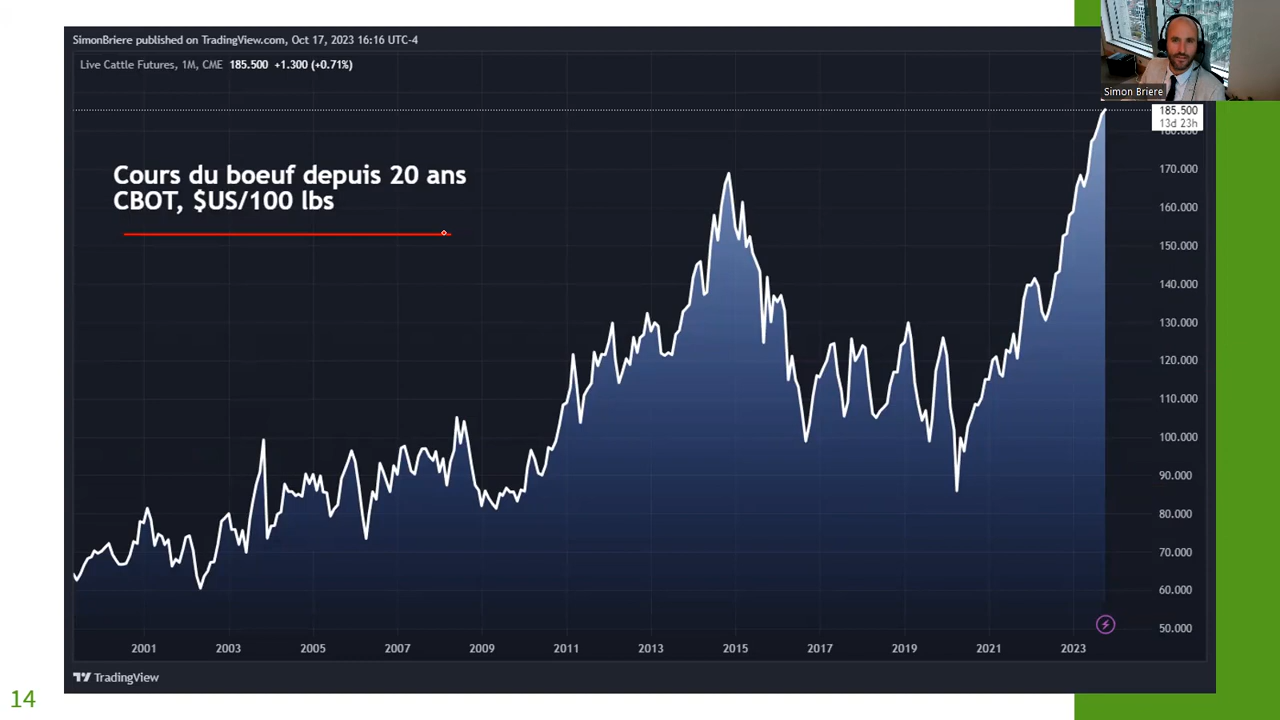 SimonBriere published on TradingView.com, Oct 17, 2023 16:16 UTC-4
Live Cattle Futures, 1M, CME 185.500 +1.300 (+0.71%)
Simon Briere
Cours du boeuf depuis 20 ans
CBOT, $US/100 lbs
185.500
13d 23h
180.000
170.000
160.000
150.000
140.000
130.000
120.000
110.000
100.000
90.000
80.000
70.000
60.000
50.000
2001 2003 2005 2007 2009 2011 2013 2015 2017 2019 2021 2023
TradingView
14